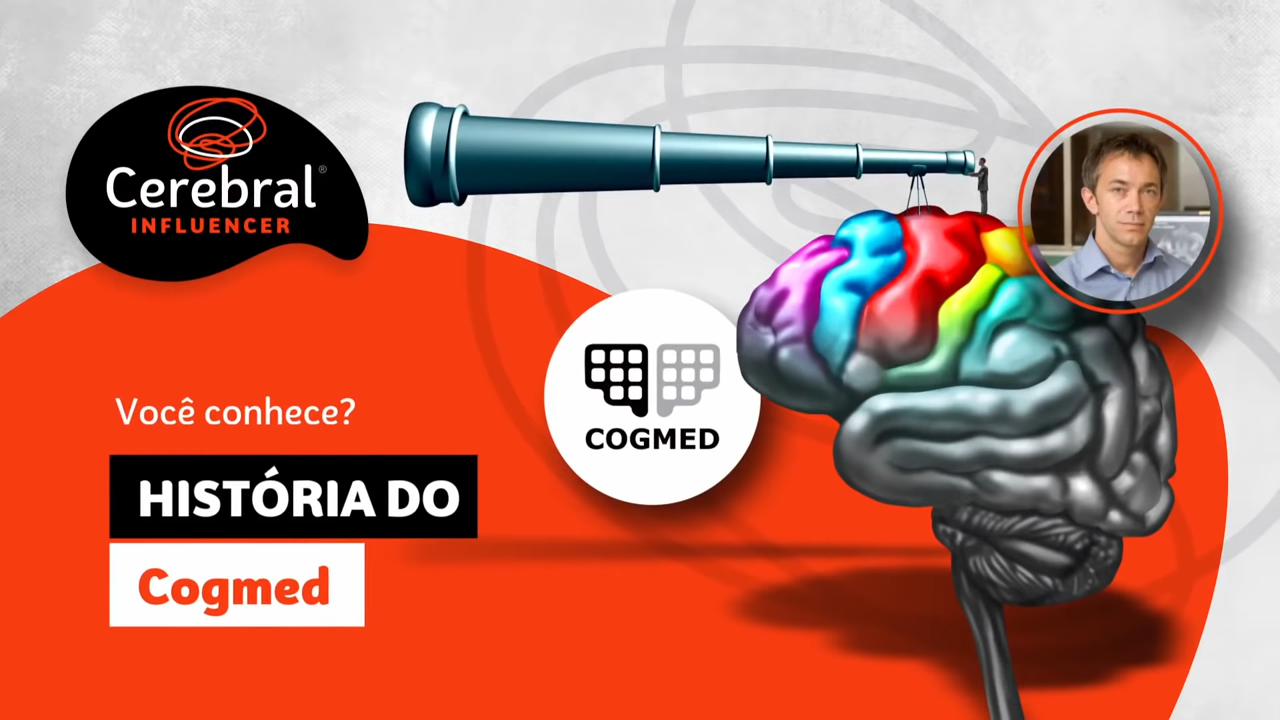 Cerebral®
INFLUENCER
COGMED
Você conhece?
HISTÓRIA DO
Cogmed